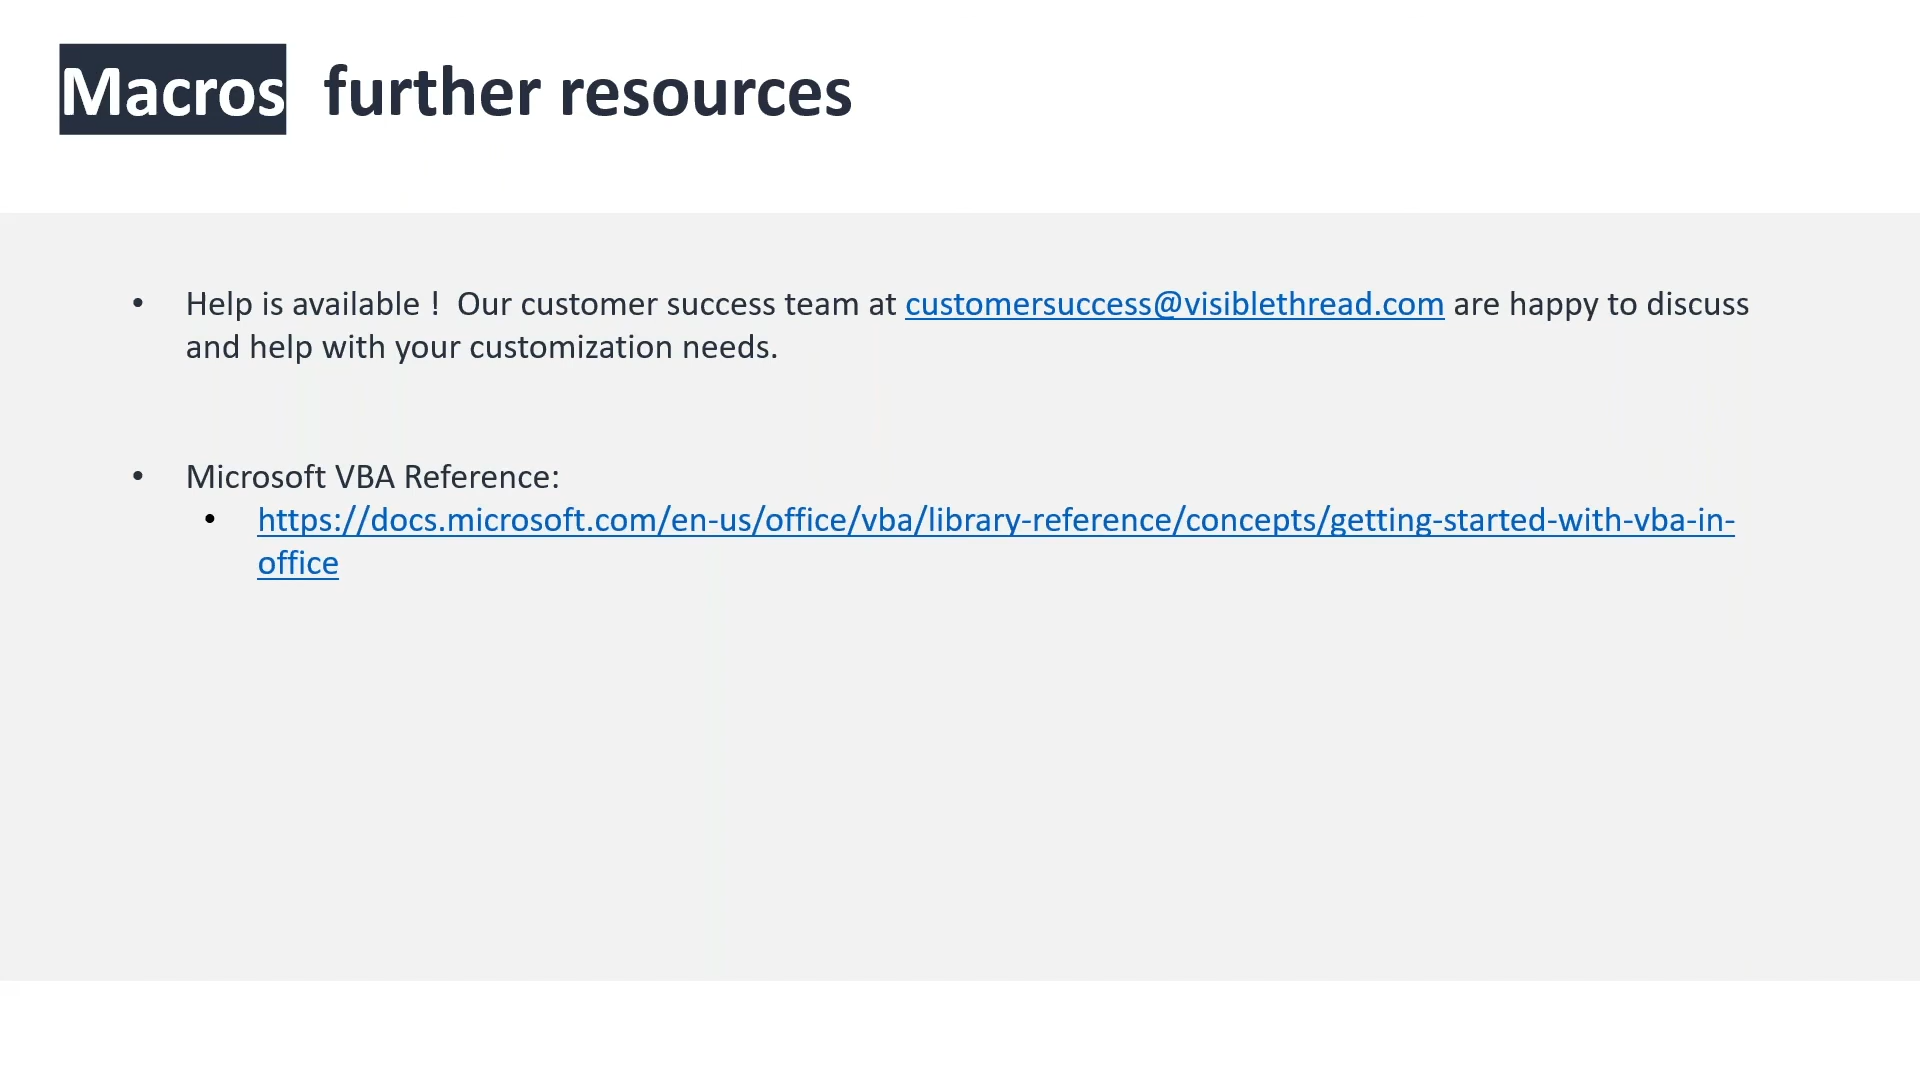 Macros further resources
• Help is available ! Our customer success team at customersuccess@visiblethread.com are happy to discuss
and help with your customization needs.
• Microsoft VBA Reference:
• https://docs.microsoft.com/en-us/office/vba/library-reference/concepts/getting-started-with-vba-in-
office